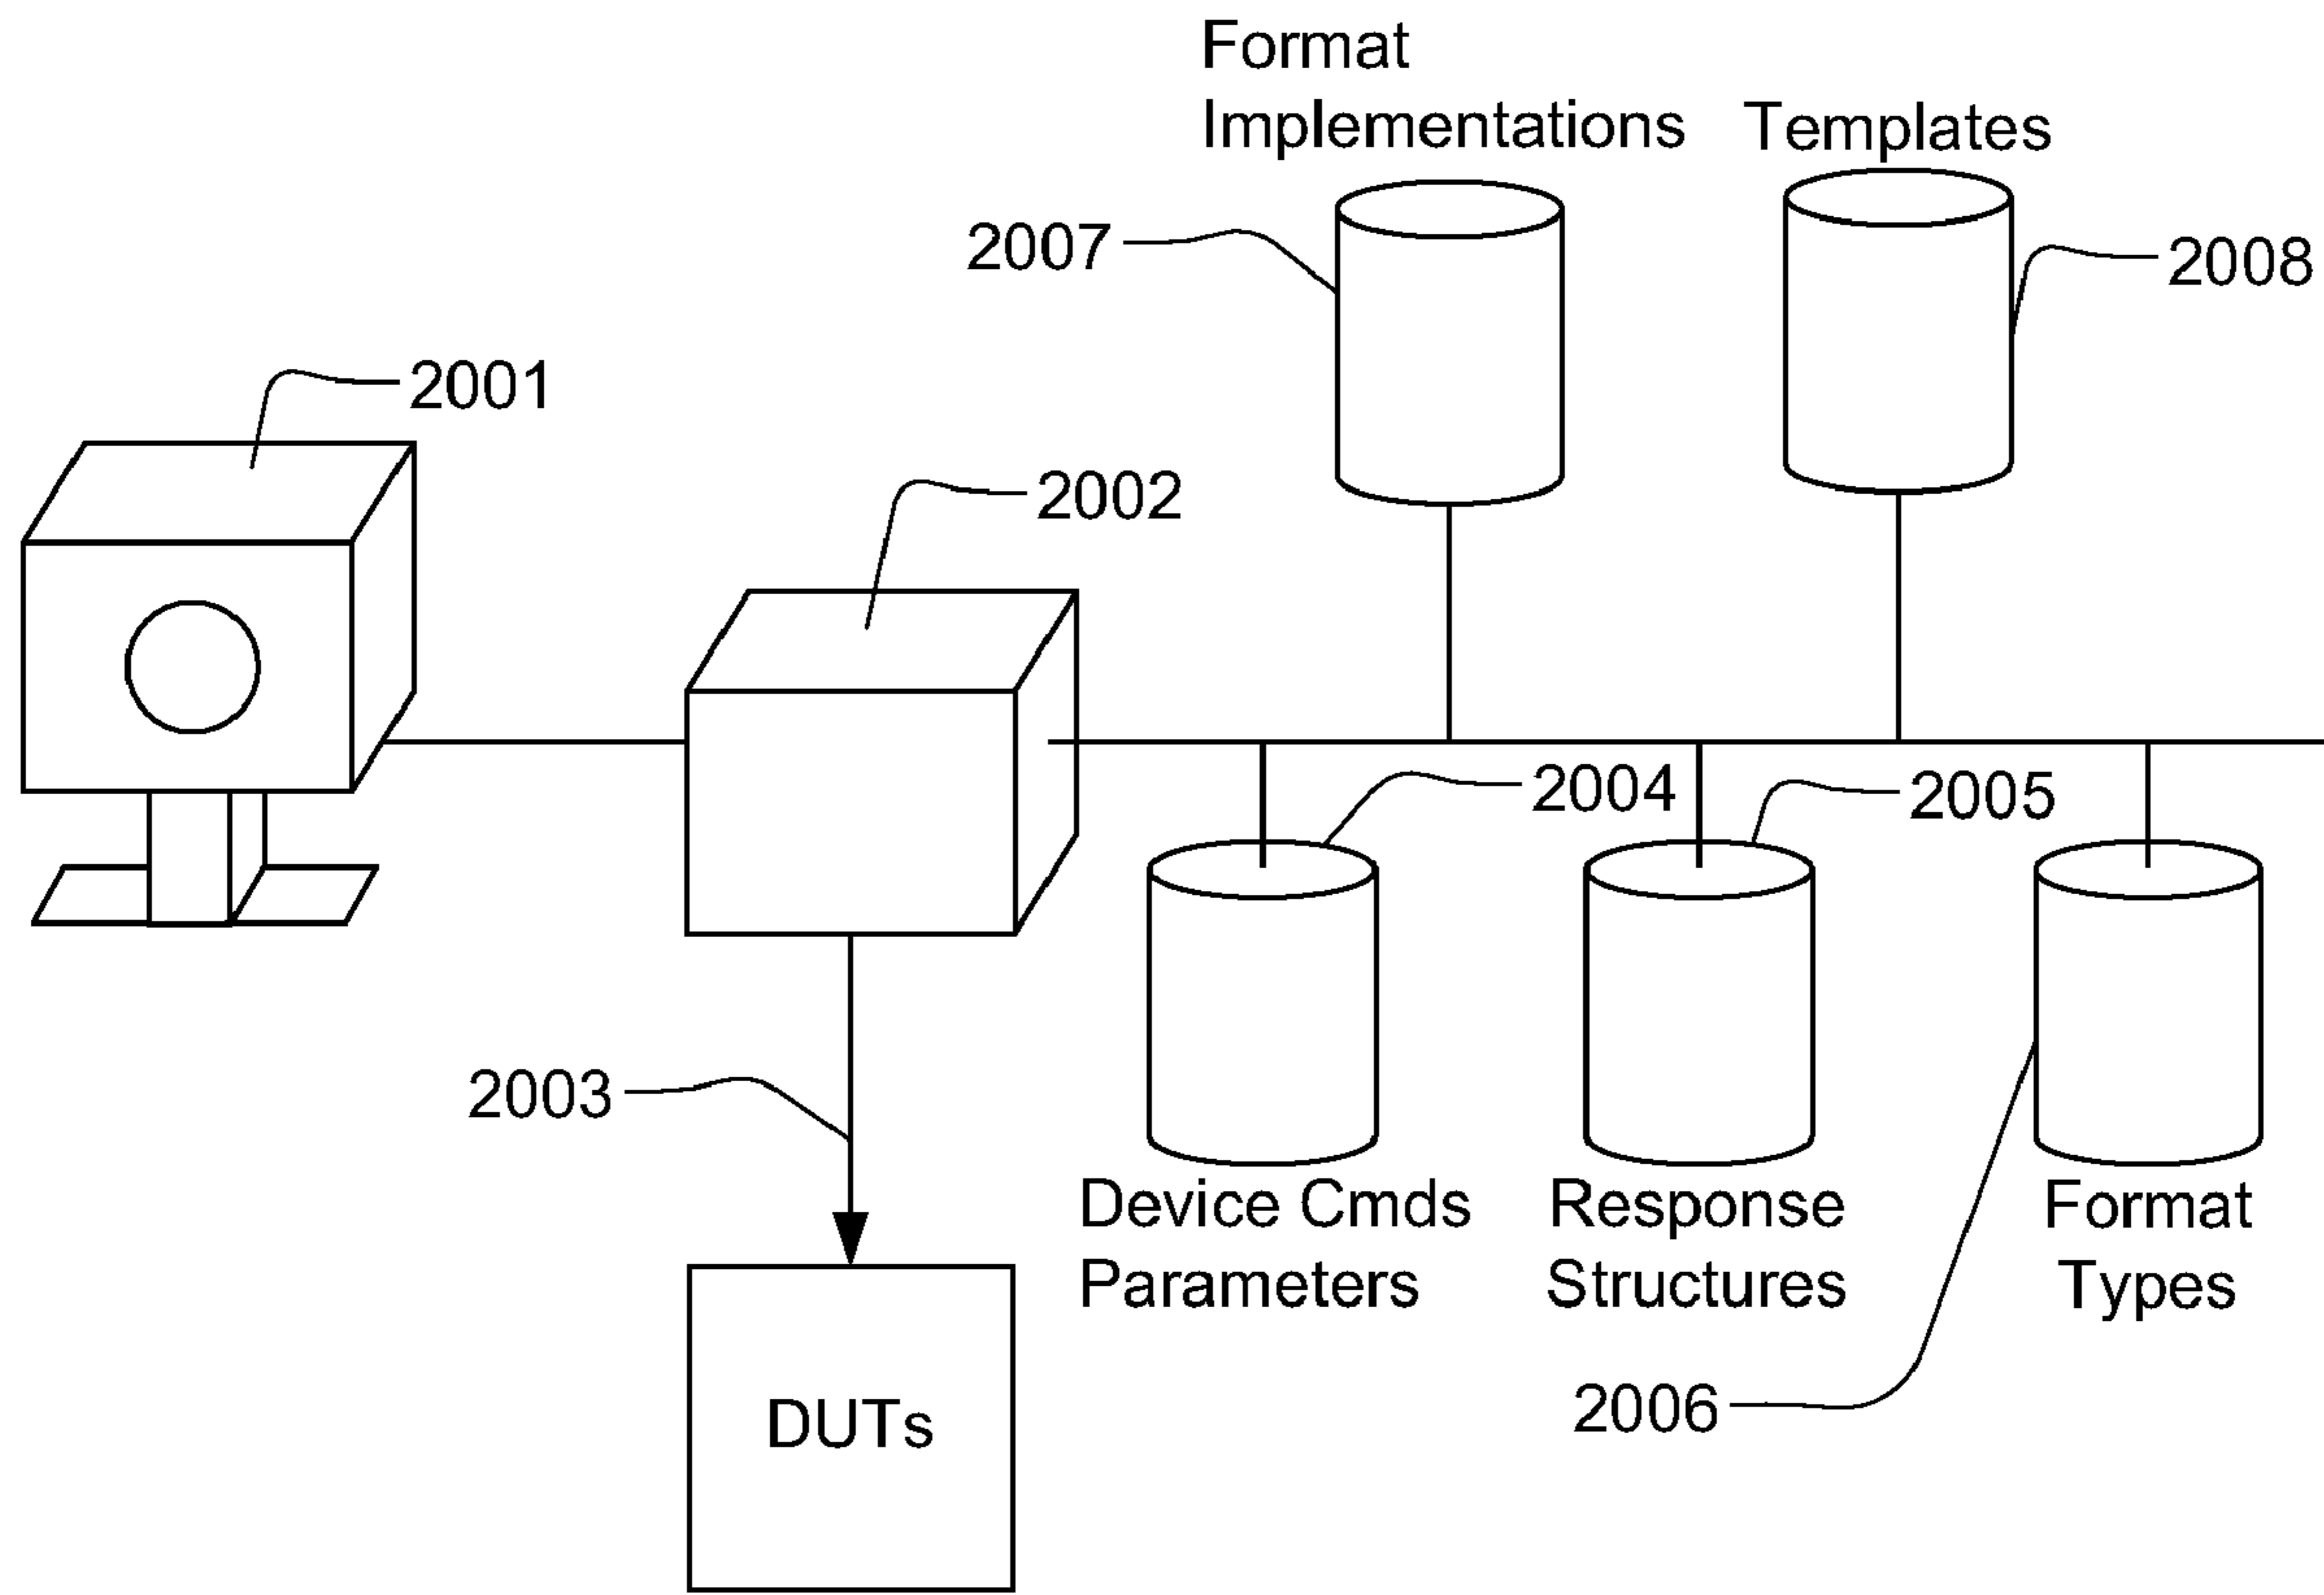 Format
Implementations
Templates
2007
2008
2001
2002
2004
2005
2003
Device Cmds
Parameters
Response
Structures
Format
Types
2006
DUTs